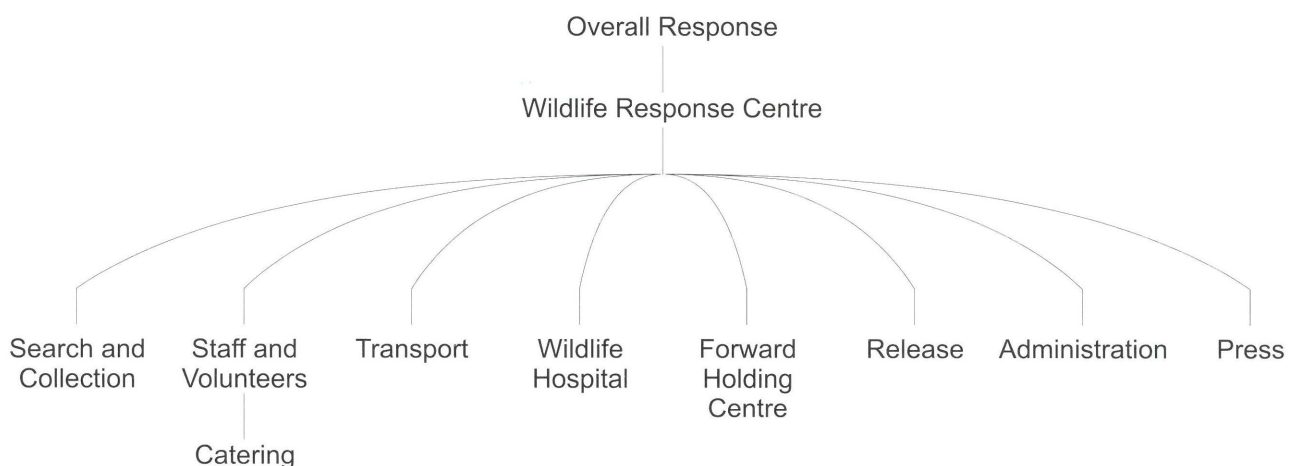 Overall Response
Wildlife Response Centre
Search and
Collection
Staff and
Volunteers
Transport
Wildlife
Hospital
Forward
Holding
Centre
Release
Administration
Press
Catering